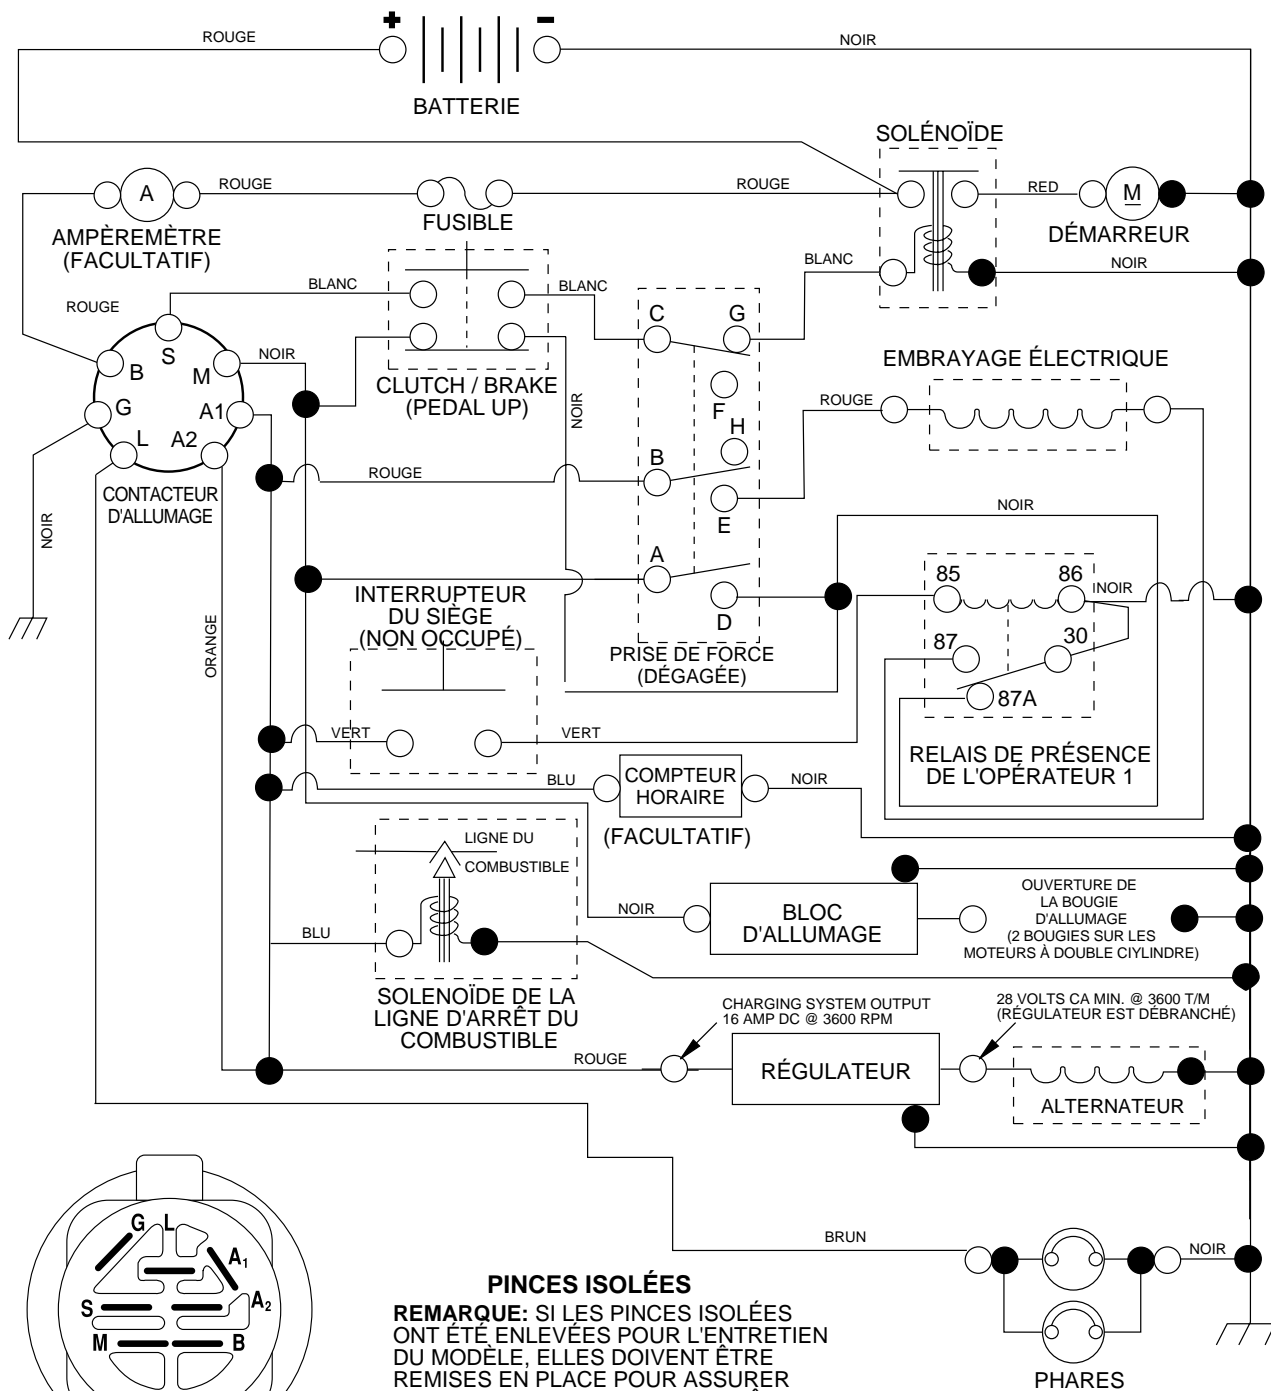 + -
ROUGE
NOIR
BATTERIE
SOLÉNOÏDE
A
ROUGE
ROUGE
RED
M
FUSIBLE
AMPÈREMÈTRE
(FACULTATIF)
DÉMARREUR
BLANC
NOIR
BLANC
BLANC
ROUGE
C G
S
NOIR
EMBRAYAGE ÉLECTRIQUE
B
M
CLUTCH / BRAKE
(PEDAL UP)
F
ROUGE
G
A1
NOIR
L
A2
H
B
ROUGE
CONTACTEUR
D'ALLUMAGE
E
NOIR
NOIR
A
85 86
INTERRUPTEUR
DU SIÈGE
(NON OCCUPÉ)
NOIR
D
ORANGE
87 30
PRISE DE FORCE
(DÉGAGÉE)
87A
VERT
VERT
RELAIS DE PRÉSENCE
DE L'OPÉRATEUR 1
BLU
COMPTEUR
HORAIRE
NOIR
(FACULTATIF)
LIGNE DU
COMBUSTIBLE
OUVERTURE DE
LA BOUGIE
D'ALLUMAGE
(2 BOUGIES SUR LES
MOTEURS À DOUBLE CIYLINDRE)
NOIR
BLOC
D'ALLUMAGE
BLU
SOLENOÏDE DE LA
LIGNE D'ARRÊT DU
COMBUSTIBLE
CHARGING SYSTEM OUTPUT
16 AMP DC @ 3600 RPM
28 VOLTS CA MIN. @ 3600 T/M
(RÉGULATEUR EST DÉBRANCHÉ)
ROUGE
RÉGULATEUR
ALTERNATEUR
G L
A1
BRUN
NOIR
S
A2
M B
PINCES ISOLÉES
REMARQUE: SI LES PINCES ISOLÉES
ONT ÉTÉ ENLEVÉES POUR L'ENTRETIEN
DU MODÈLE, ELLES DOIVENT ÊTRE
REMISES EN PLACE POUR ASSURER
PHARES